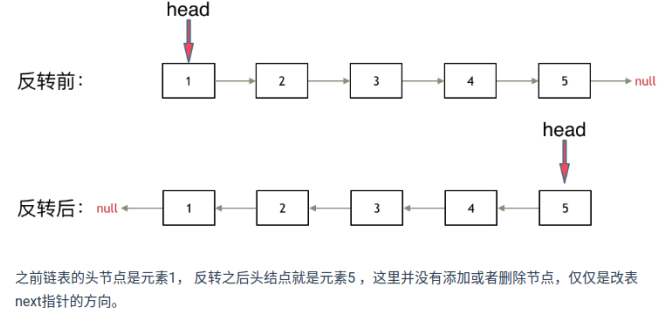 head
反转前：
1 2 3 4 5 null
head
反转后：
null 1 2 3 4 5
之前链表的头节点是元素1， 反转之后头结点就是元素5 ，这里并没有添加或者删除节点，仅仅是改表
next指针的方向。